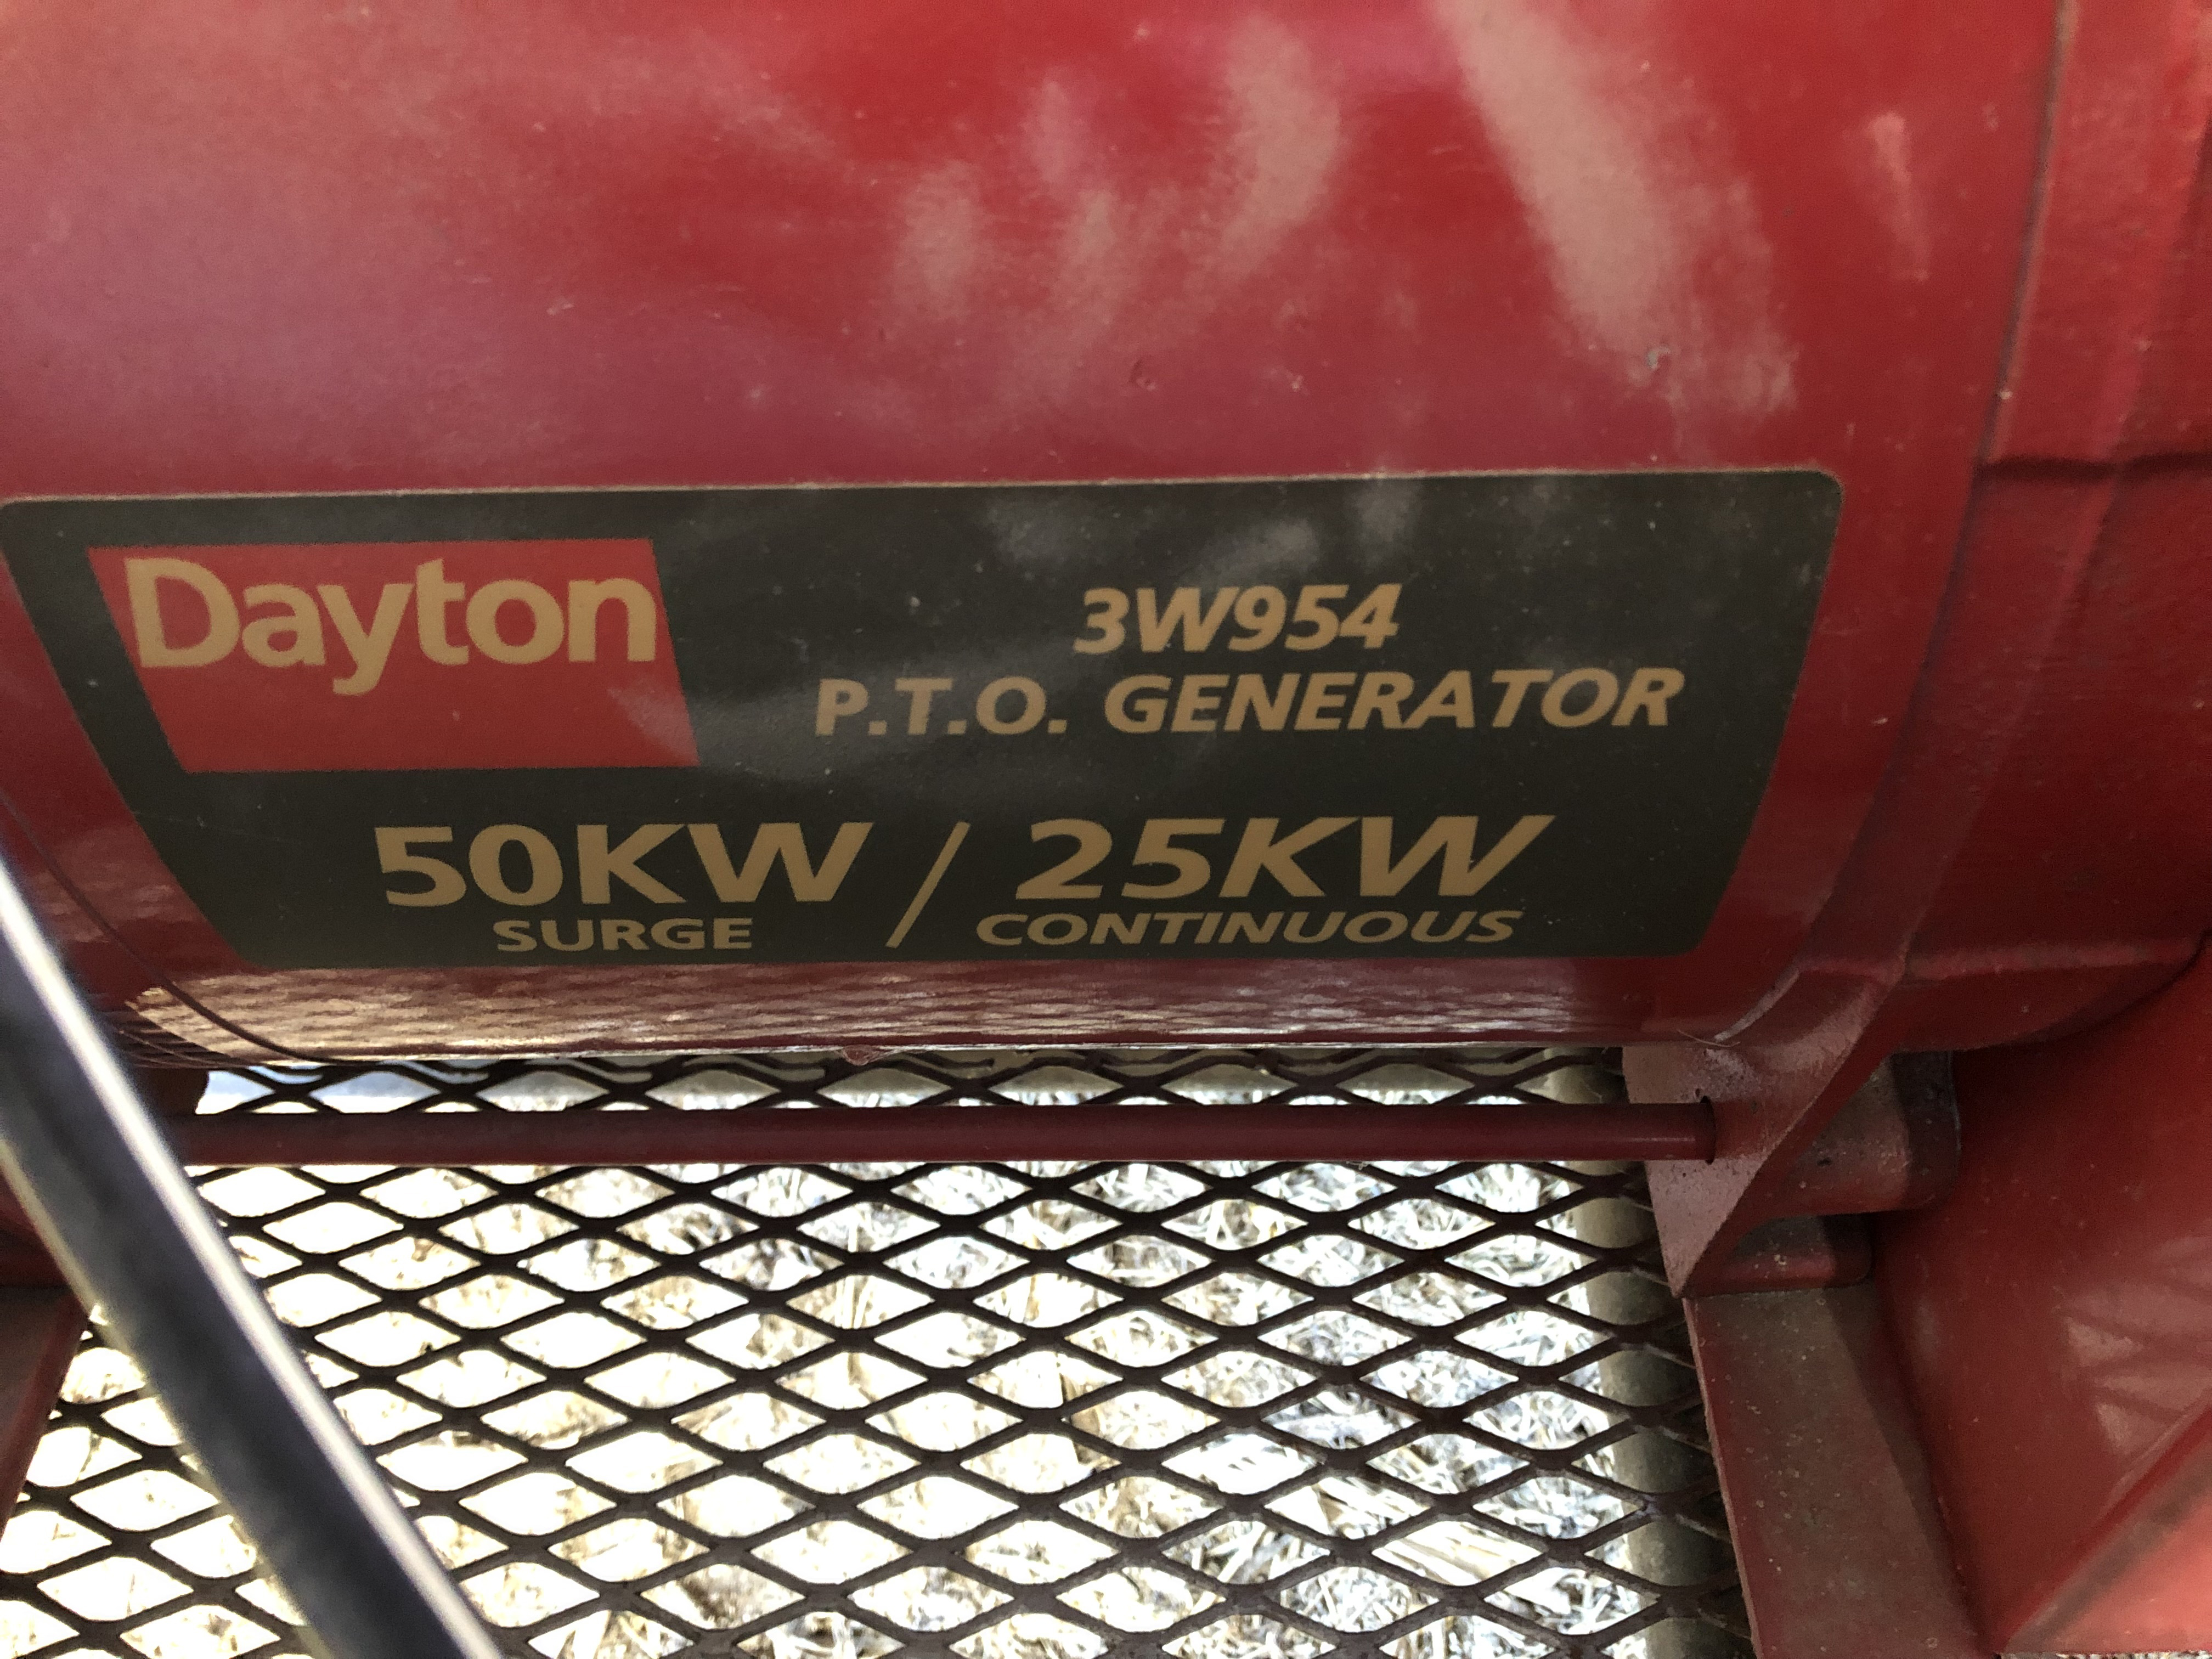 Dayton
3W954
P.T.O. GENERATOR
50KW / 25KW
SURGE CONTINUOUS